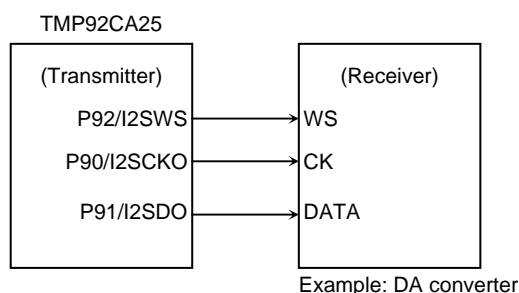 TMP92CA25
(Transmitter) (Receiver)
P92/I2SWS WS
P90/I2SCKO CK
P91/I2SDO DATA
Example: DA converter